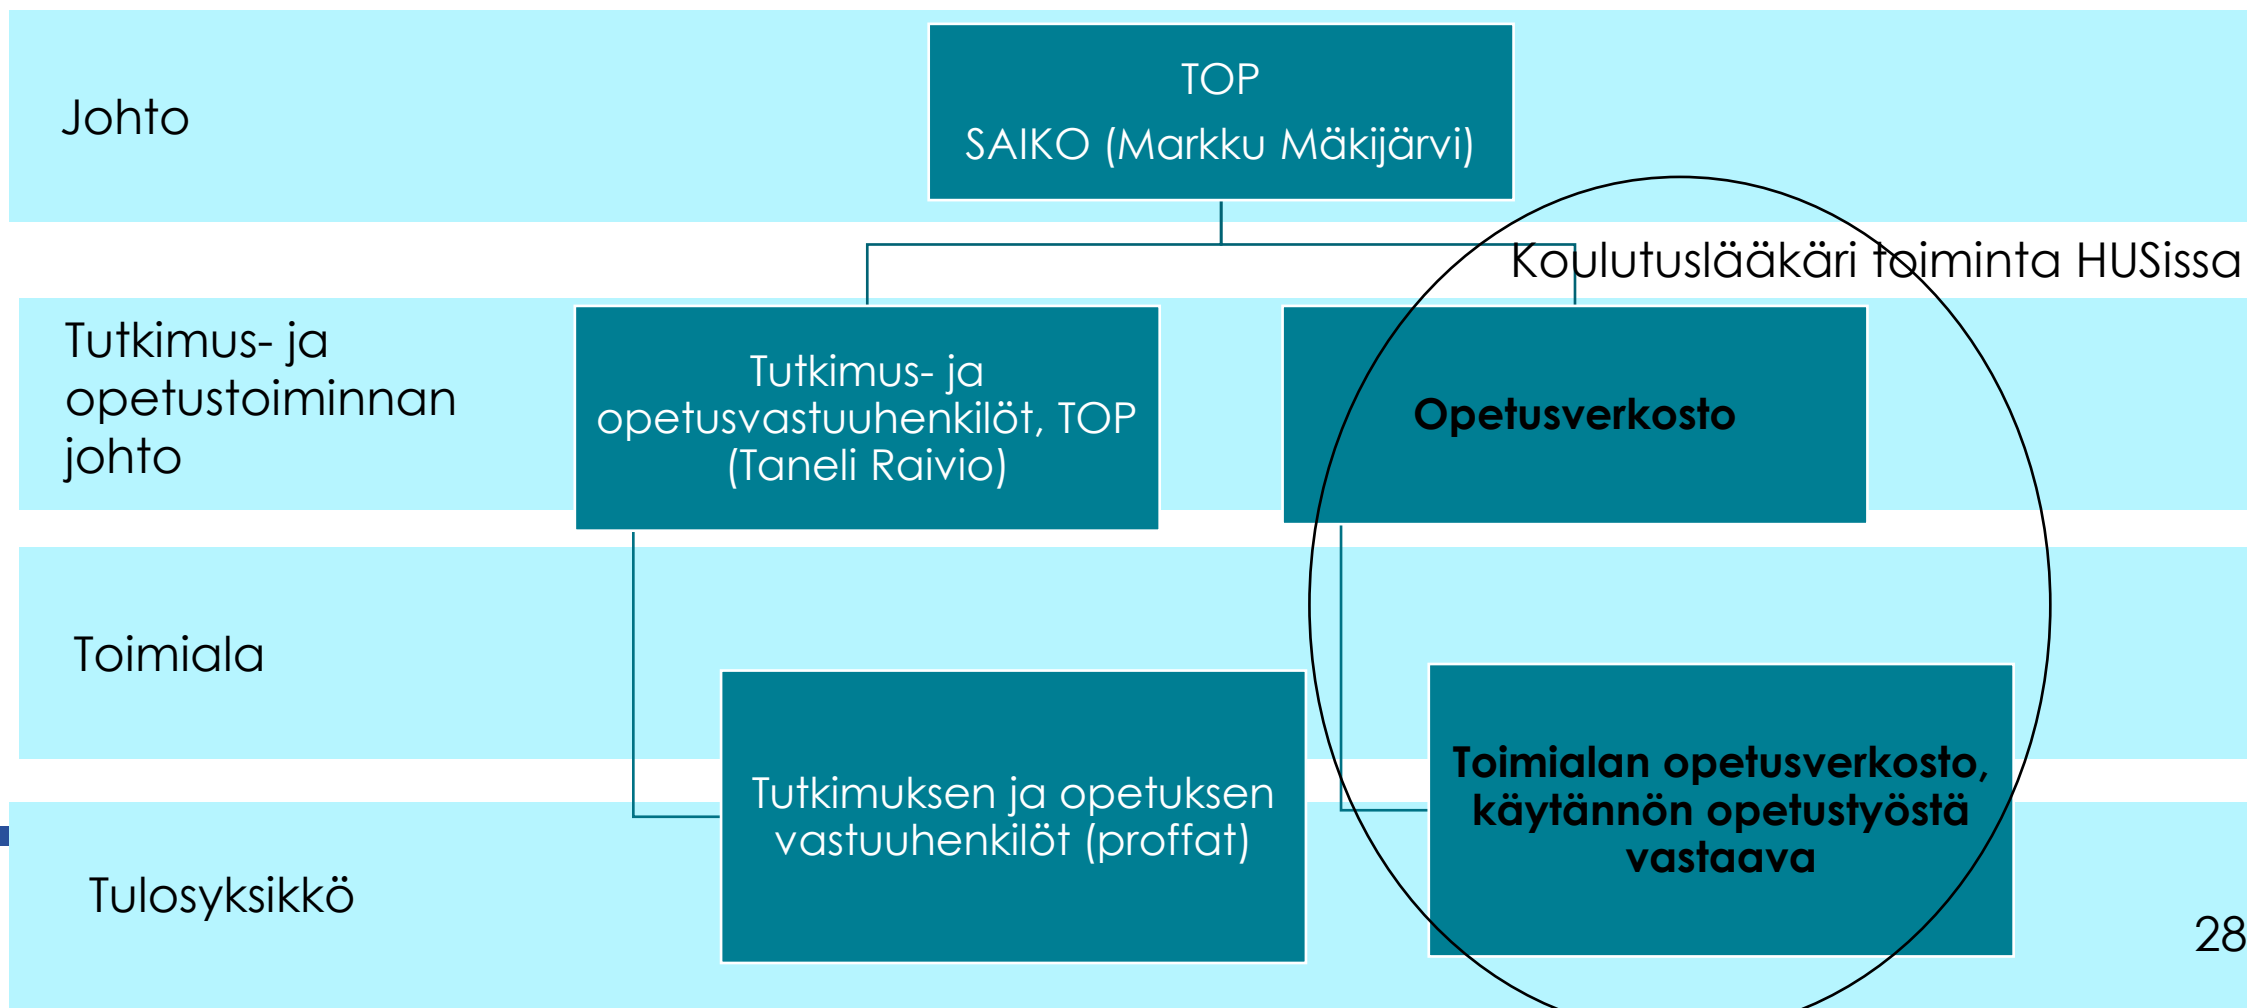 Johto
TOP
SAIKO (Markku Mäkijärvi)
Koulutuslääkäri toiminta HUSissa
Tutkimus- ja
opetustoiminnan
johto
Tutkimus- ja
opetusvastuuhenkilöt, TOP
(Taneli Raivio)
Opetusverkosto
Toimiala
Tutkimuksen ja opetuksen
vastuuhenkilöt (proffat)
Toimialan opetusverkosto,
käytännön opetustyöstä
vastaava
Tulosyksikkö
28